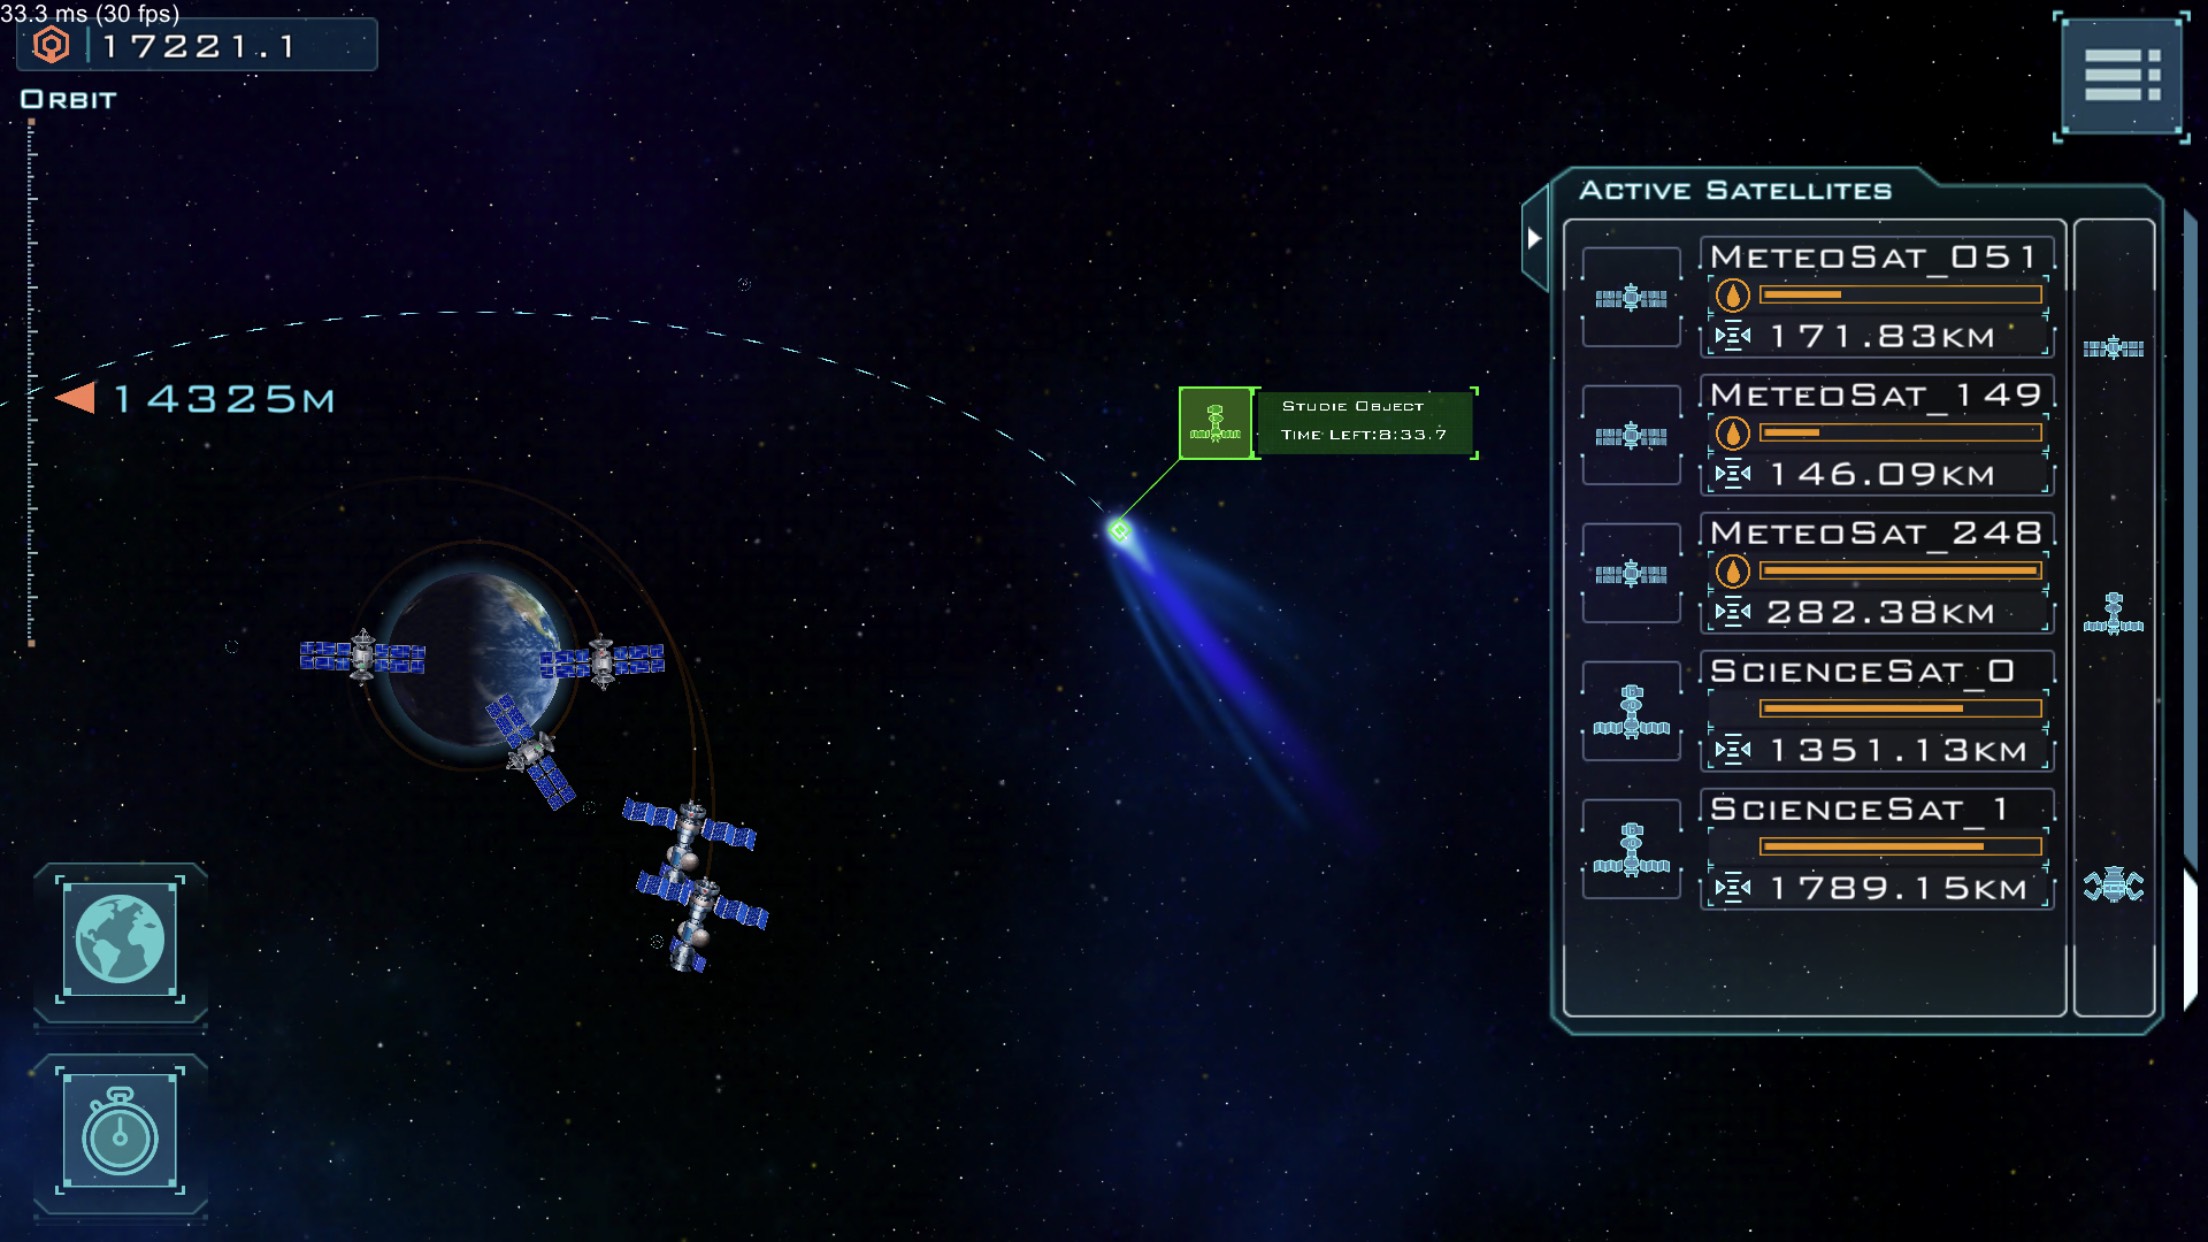 33.3 ms (30 fps)
17221.1
Orbit
14325m
Studie Object
Time Left:8:33.7
Active Satellites
MeteoSat_051
171.83km
MeteoSat_149
146.09km
MeteoSat_248
282.38km
ScienceSat_0
1351.13km
ScienceSat_1
1789.15km